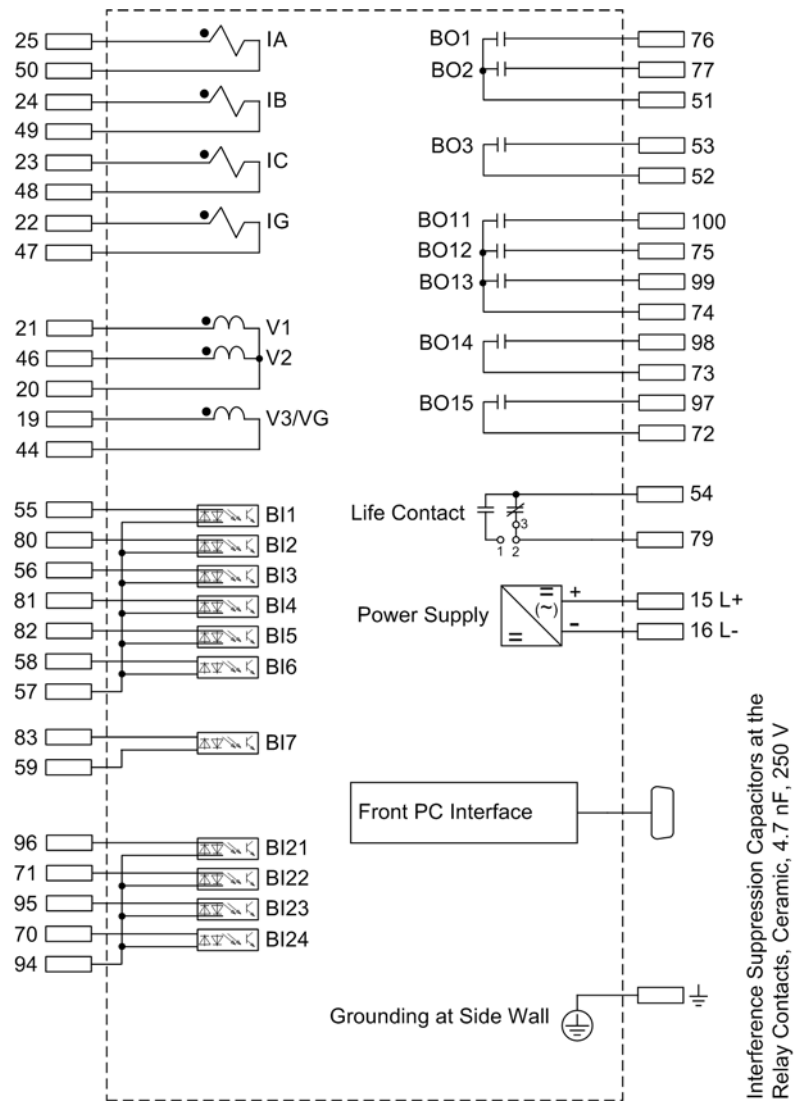 25 IA
50
24 IB
49
23 IC
48
22 IG
47
21 V1
46 V2
20
19 V3/VG
44
55 BI1
80 BI2
56 BI3
81 BI4
82 BI5
58 BI6
57
83 BI7
59
96 BI21
71 BI22
95 BI23
70 BI24
94
BO1 76
BO2 77
51
BO3 53
52
BO11 100
BO12 75
BO13 99
74
BO14 98
73
BO15 97
72
54
Life Contact
3
1 2
79
Power Supply
= (~) =
+ 15 L+
- 16 L-
Front PC Interface
Grounding at Side Wall
Interference Suppression Capacitors at the
Relay Contacts, Ceramic, 4.7 nF, 250 V